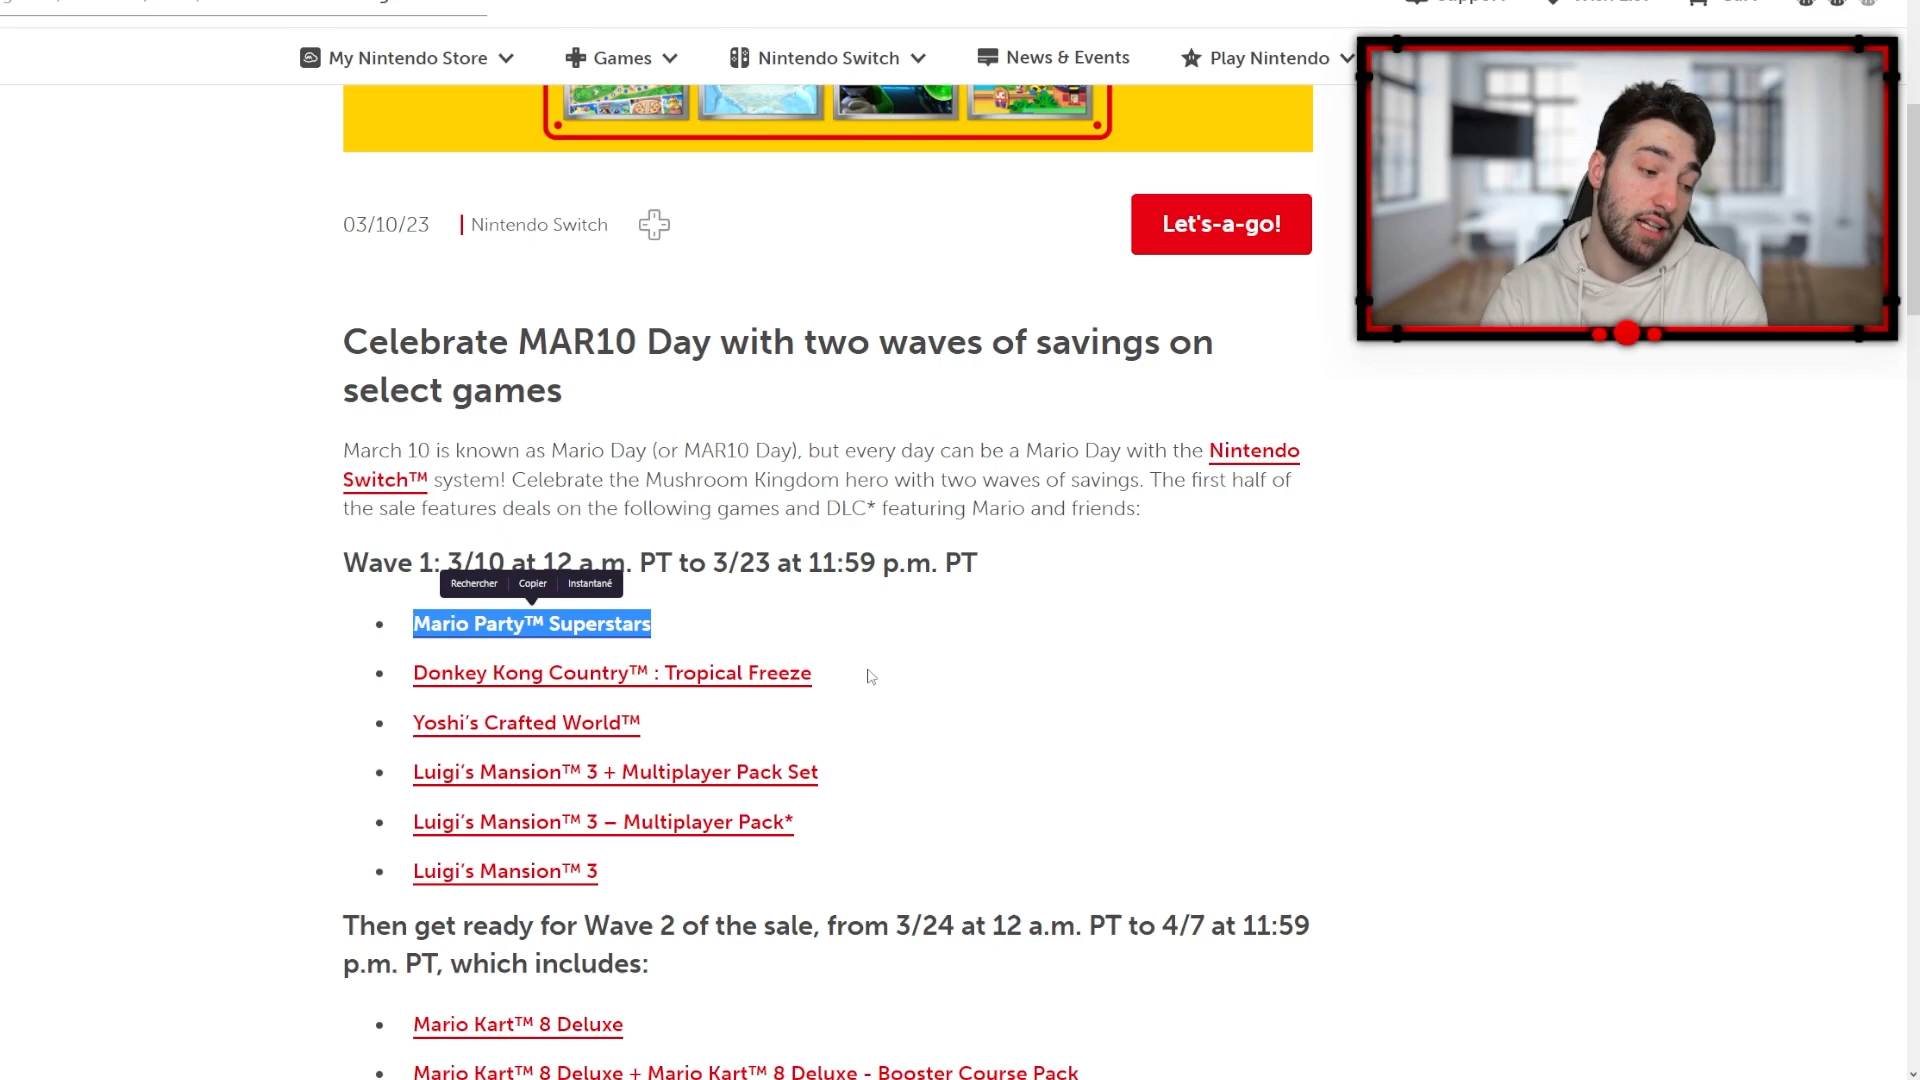 Support
Wish List
Cart
My Nintendo Store
Games
Nintendo Switch
News & Events
Play Nintendo
03/10/23
Nintendo Switch
Let's-a-go!
Celebrate MAR10 Day with two waves of savings on
select games
March 10 is known as Mario Day (or MAR10 Day), but every day can be a Mario Day with the Nintendo
Switch™ system! Celebrate the Mushroom Kingdom hero with two waves of savings. The first half of
the sale features deals on the following games and DLC* featuring Mario and friends:
Wave 1: 3/10 at 12 a.m. PT to 3/23 at 11:59 p.m. PT
Rechercher
Copier
Instantané
• Mario Party™ Superstars
• Donkey Kong Country™ : Tropical Freeze
• Yoshi’s Crafted World™
• Luigi’s Mansion™ 3 + Multiplayer Pack Set
• Luigi’s Mansion™ 3 – Multiplayer Pack*
• Luigi’s Mansion™ 3
Then get ready for Wave 2 of the sale, from 3/24 at 12 a.m. PT to 4/7 at 11:59
p.m. PT, which includes:
• Mario Kart™ 8 Deluxe
• Mario Kart™ 8 Deluxe + Mario Kart™ 8 Deluxe - Booster Course Pack